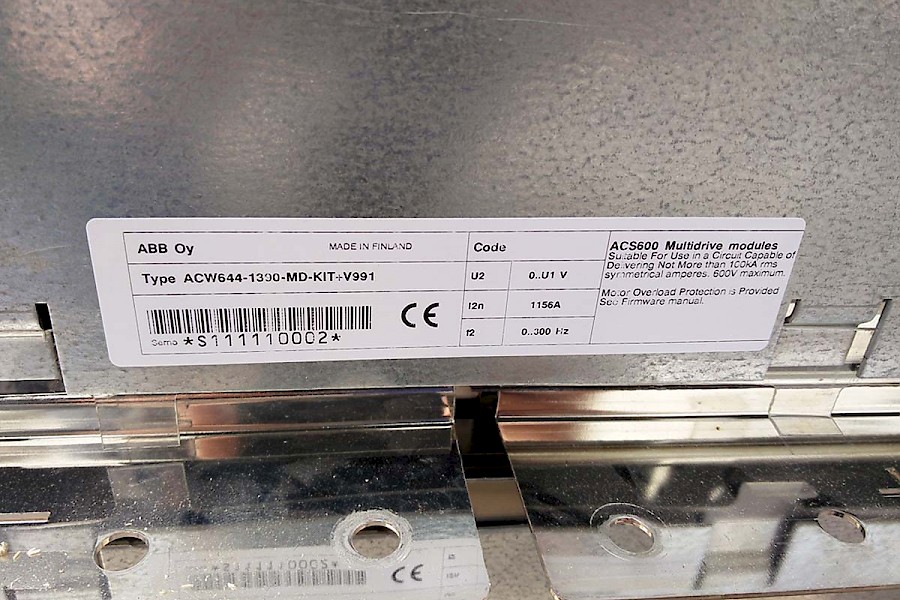 ABB Oy
MADE IN FINLAND
Type ACW644-1390-MD-KIT+V991
*S111110002*
CE
Code
U2 0..U1 V
I2n 1156A
f2 0..300 Hz
ACS600 Multidrive modules
Suitable For Use in a Circuit Capable of
Delivering Not More than 100kA rms
symmetrical amperes. 600V maximum.
Motor Overload Protection is Provided
See Firmware manual.
*S111110002*
CE